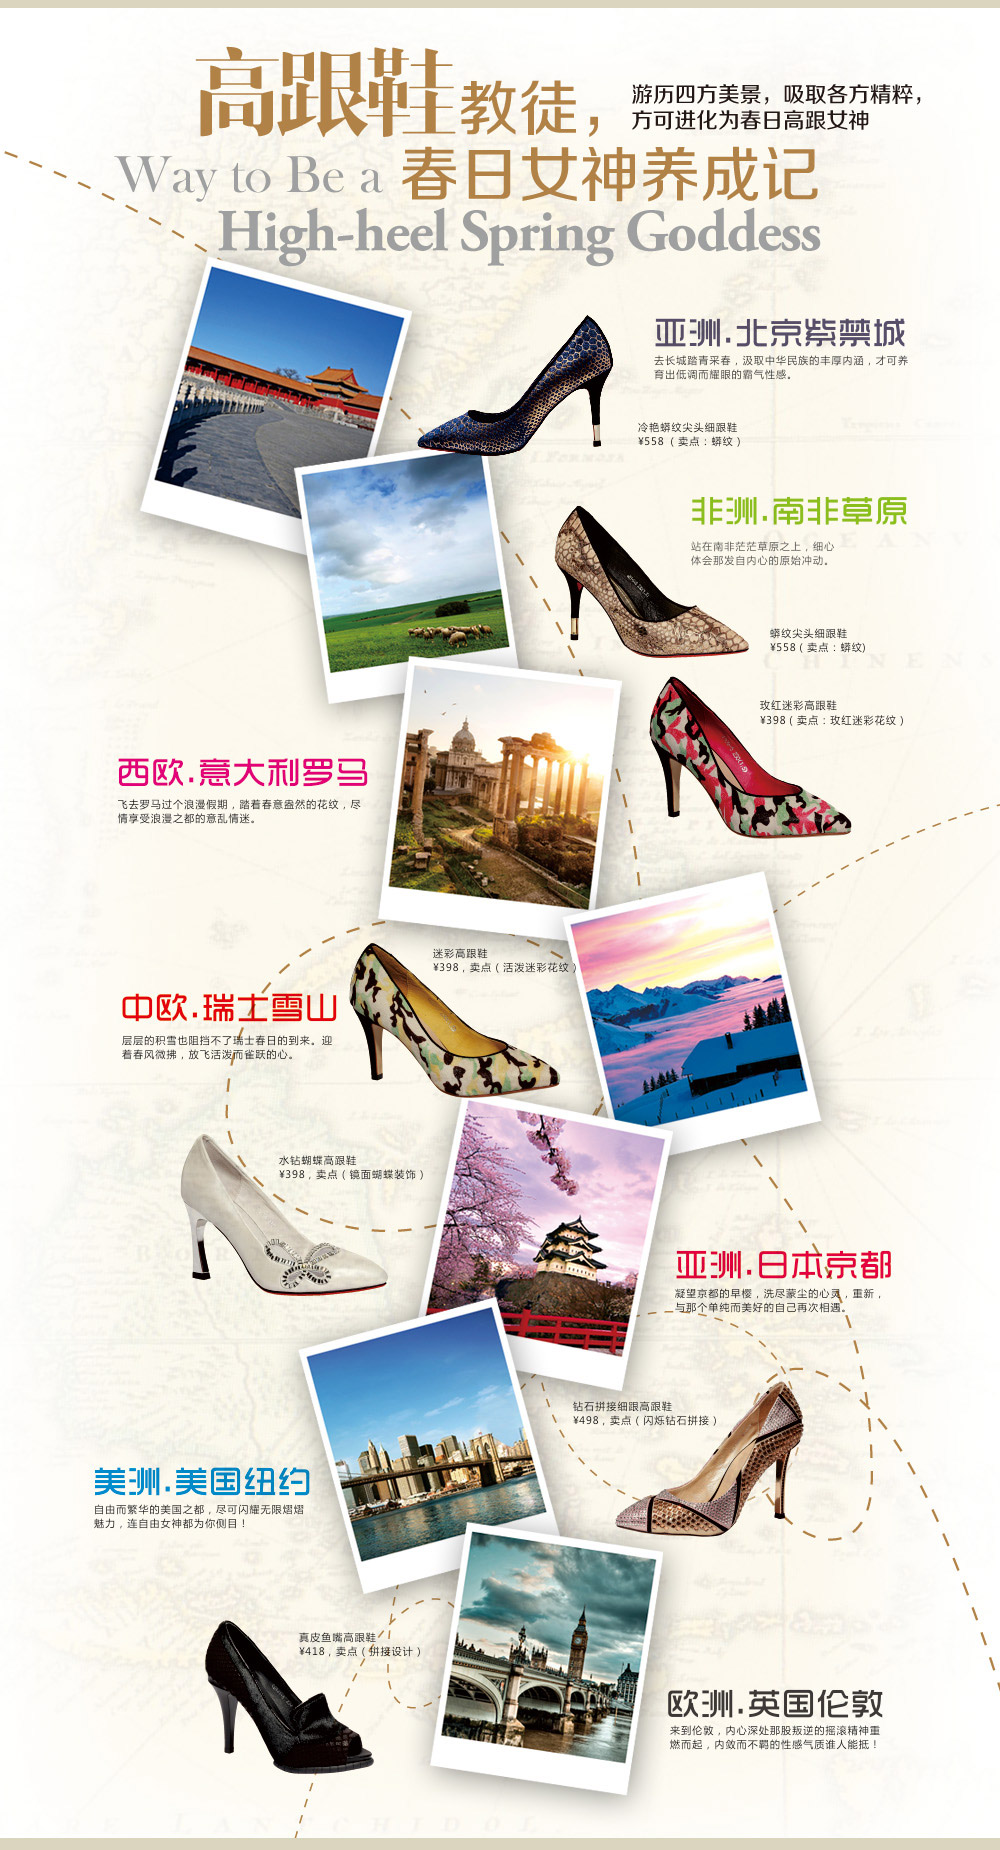 高跟鞋教徒，
游历四方美景，吸取各方精粹，
方可进化为春日高跟女神
Way to Be a 春日女神养成记
High-heel Spring Goddess
亚洲.北京紫禁城
去长城踏青采春，汲取中华民族的丰厚内涵，才可养
育出低调而耀眼的霸气性感。
冷艳蟒纹尖头细跟鞋
¥558（卖点：蟒纹）
非洲.南非草原
站在南非茫茫草原之上，细心
体会那发自内心的原始冲动。
蟒纹尖头细跟鞋
¥558（卖点：蟒纹)
玫红迷彩高跟鞋
¥398（卖点：玫红迷彩花纹）
西欧.意大利罗马
飞去罗马过个浪漫假期，踏着春意盎然的花纹，尽
情享受浪漫之都的意乱情迷。
迷彩高跟鞋
¥398，卖点（活泼迷彩花纹）
中欧.瑞士雪山
层层的积雪也阻挡不了瑞士春日的到来。迎
着春风微拂，放飞活泼而雀跃的心。
水钻蝴蝶高跟鞋
¥398，卖点（镜面蝴蝶装饰）
亚洲.日本京都
凝望京都的早樱，洗尽蒙尘的心灵，重新，
与那个单纯而美好的自己再次相遇。
钻石拼接细跟高跟鞋
¥498，卖点（闪烁钻石拼接）
美洲.美国纽约
自由而繁华的美国之都，尽可闪耀无限熠熠
魅力，连自由女神都为你侧目！
真皮鱼嘴高跟鞋
¥418，卖点（拼接设计）
欧洲.英国伦敦
来到伦敦，内心深处那股叛逆的摇滚精神重
燃而起，内敛而不羁的性感气质谁人能抵！